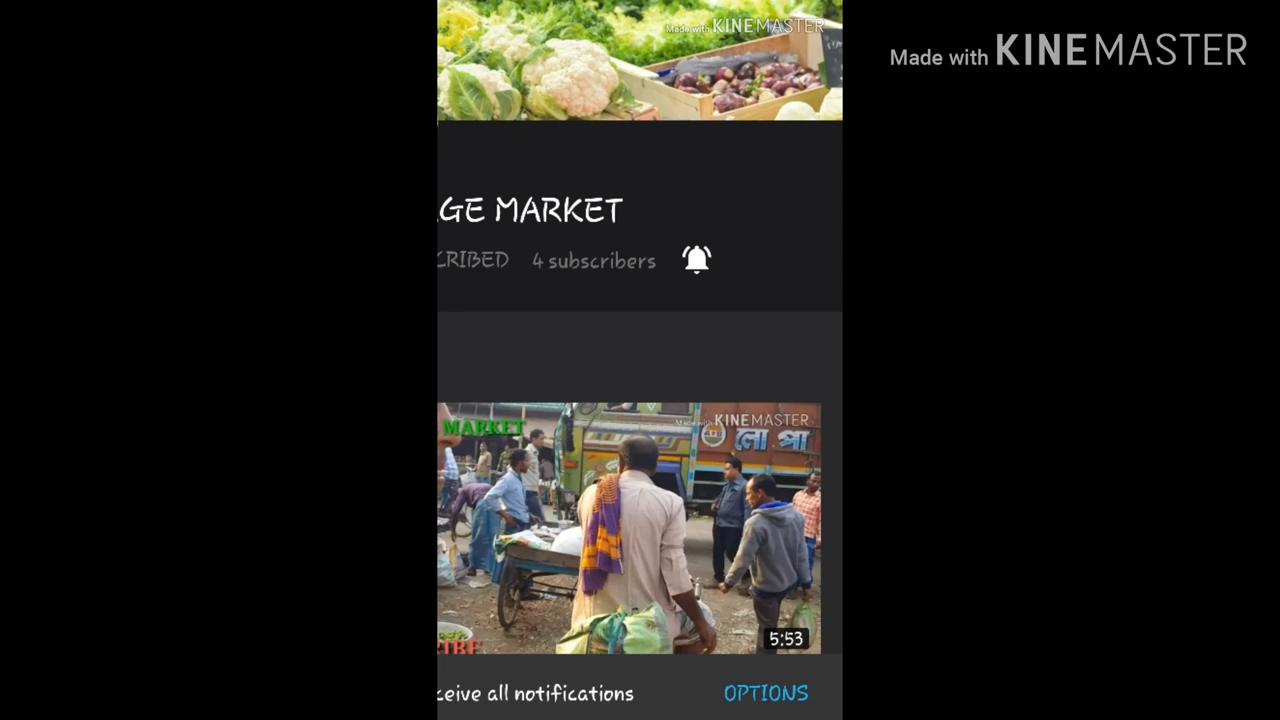 Made with KINEMASTER
Made with KINEMASTER
GE MARKET
CRIBED 4 subscribers
MARKET
Made with KINEMASTER
লো পা
5:53
IBE
ceive all notifications OPTIONS